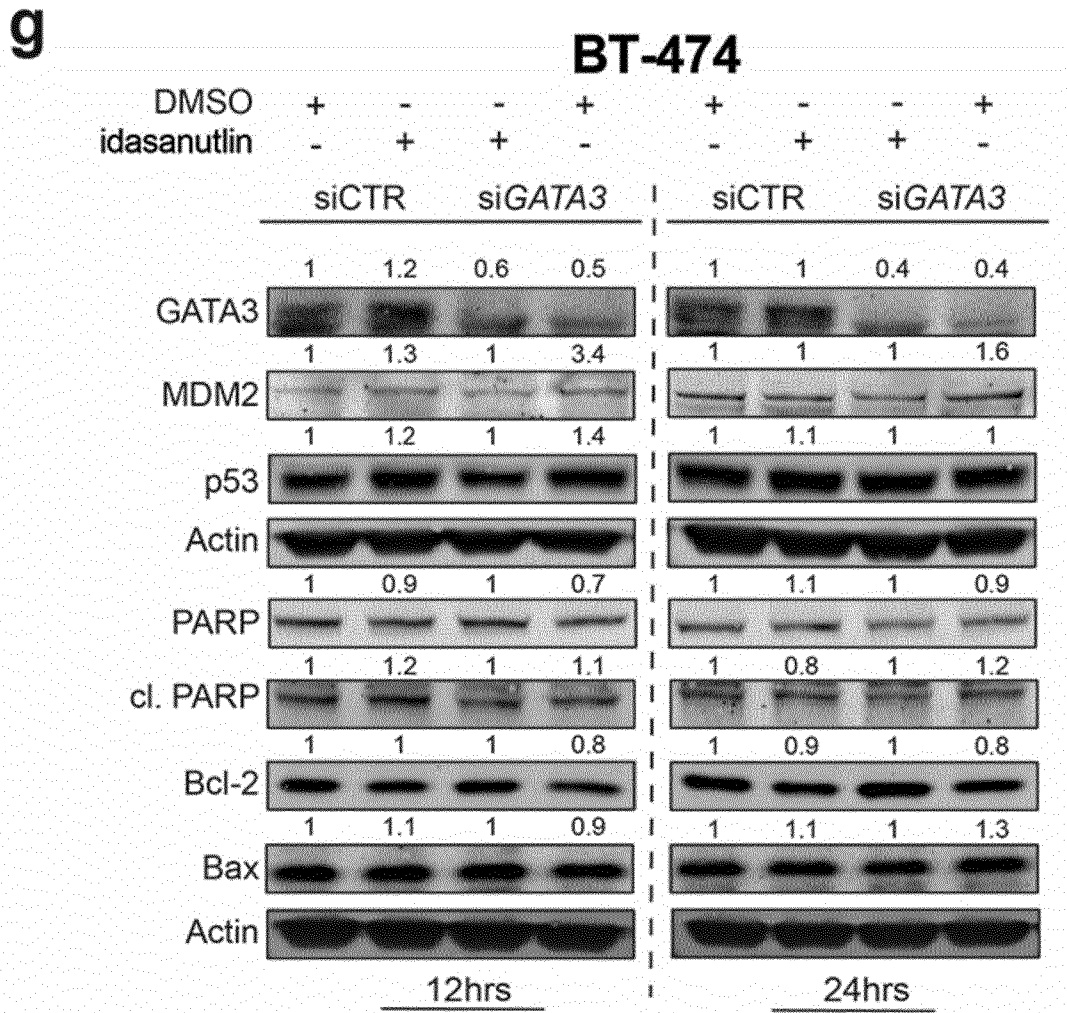 g
BT-474
DMSO + - - + + - - +
idasanutlin - + + - - + + -
siCTR siGATA3 siCTR siGATA3
1 1.2 0.6 0.5 1 1 0.4 0.4
GATA3
1 1.3 1 3.4 1 1 1 1.6
MDM2
1 1.2 1 1.4 1 1.1 1 1
p53
Actin
1 0.9 1 0.7 1 1.1 1 0.9
PARP
1 1.2 1 1.1 1 0.8 1 1.2
cl. PARP
1 1 1 0.8 1 0.9 1 0.8
Bcl-2
1 1.1 1 0.9 1 1.1 1 1.3
Bax
Actin
12hrs 24hrs